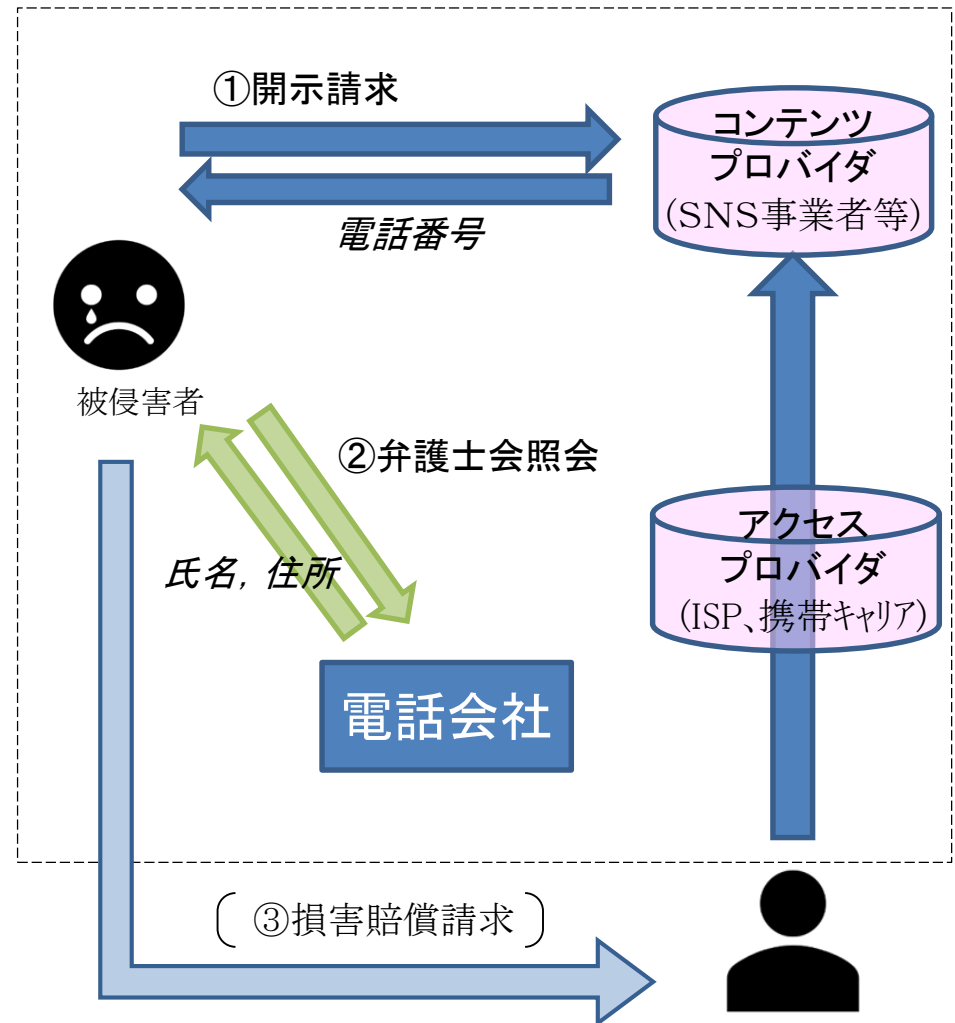 ①開示請求
コンテンツ
プロバイダ
(SNS事業者等)
電話番号
被侵害者
②弁護士会照会
氏名, 住所
アクセス
プロバイダ
(ISP、携帯キャリア)
電話会社
③損害賠償請求